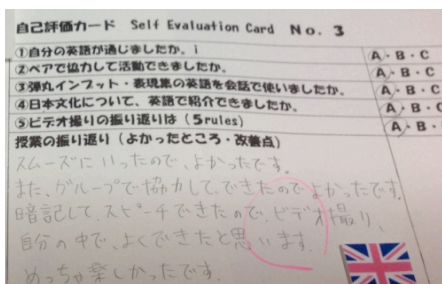 自己評価カード Self Evaluation Card No. 3
①自分の英語が通じましたか。i A・B・C
②ペアで協力して活動できましたか。 A・B・C
③弾丸インプット・表現集の英語を会話で使いましたか。 A・B・C
④日本文化について、英語で紹介できましたか。 A・B・C
⑤ビデオ撮りの振り返りは(5rules) A・B・
授業の振り返り(よかったところ・改善点)
スムーズにいったので、よかったです。
また、グループで協力して、できたのでよかったです。
暗記して、スピーチできたので、ビデオ撮り、
自分の中で、よくできたと思います。
めっちゃ楽しかったです。